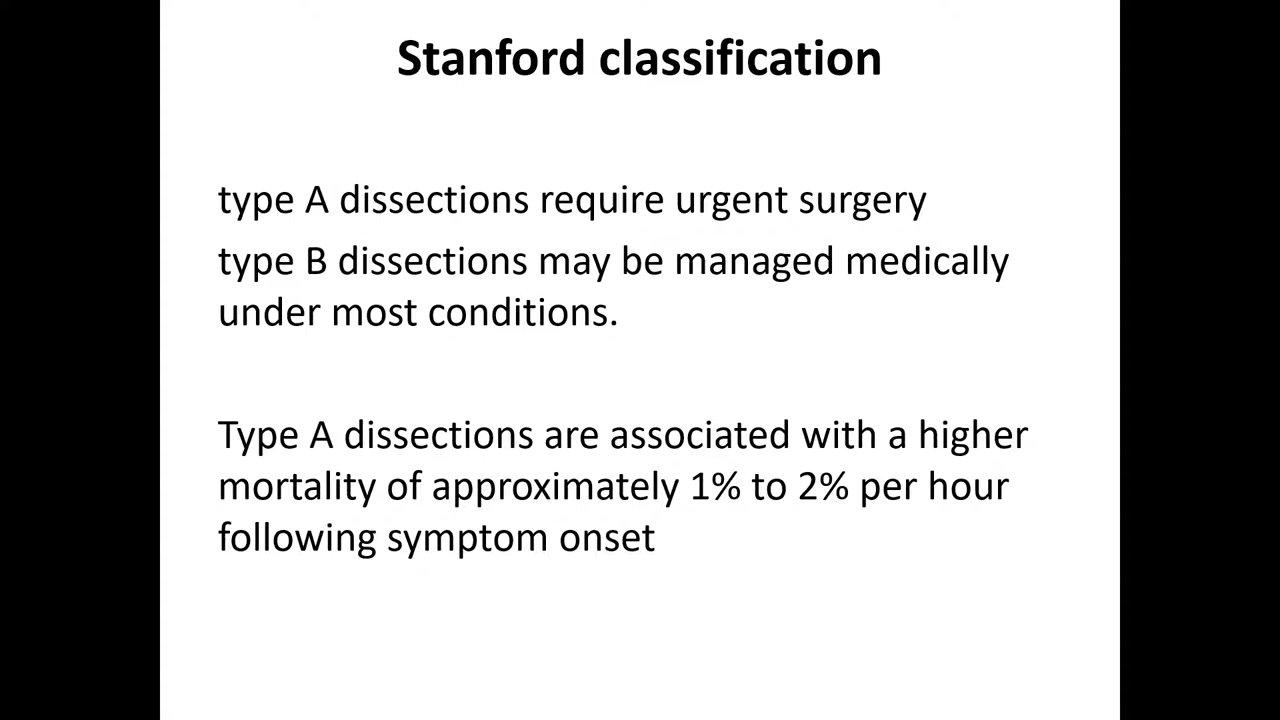 Stanford classification
type A dissections require urgent surgery
type B dissections may be managed medically
under most conditions.
Type A dissections are associated with a higher
mortality of approximately 1% to 2% per hour
following symptom onset